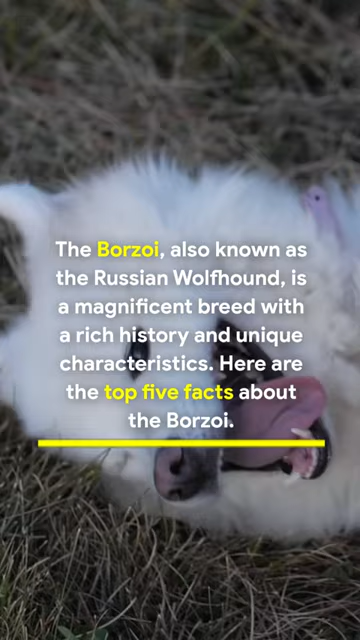 The Borzoi, also known as
the Russian Wolfhound, is
a magnificent breed with
a rich history and unique
characteristics. Here are
the top five facts about
the Borzoi.